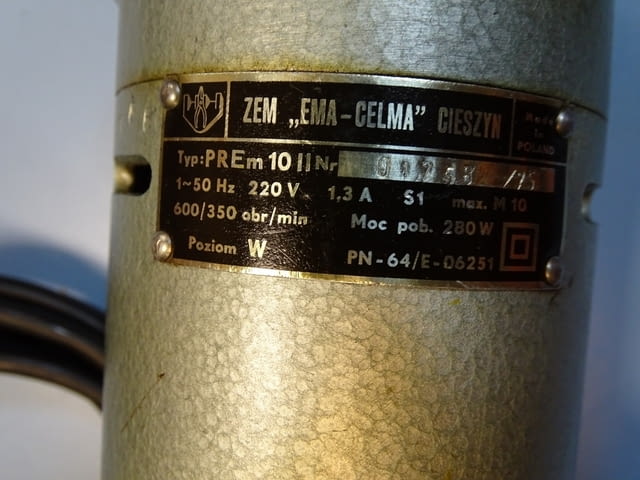 ZEM „EMA-CELMA" CIESZYN
Made
in
POLAND
Typ: PREm 10 II Nr /75
1~50 Hz 220 V 1,3 A S1 max. M 10
600/350 obr/min Moc pob. 280 W
Poziom W PN-64/E-06251